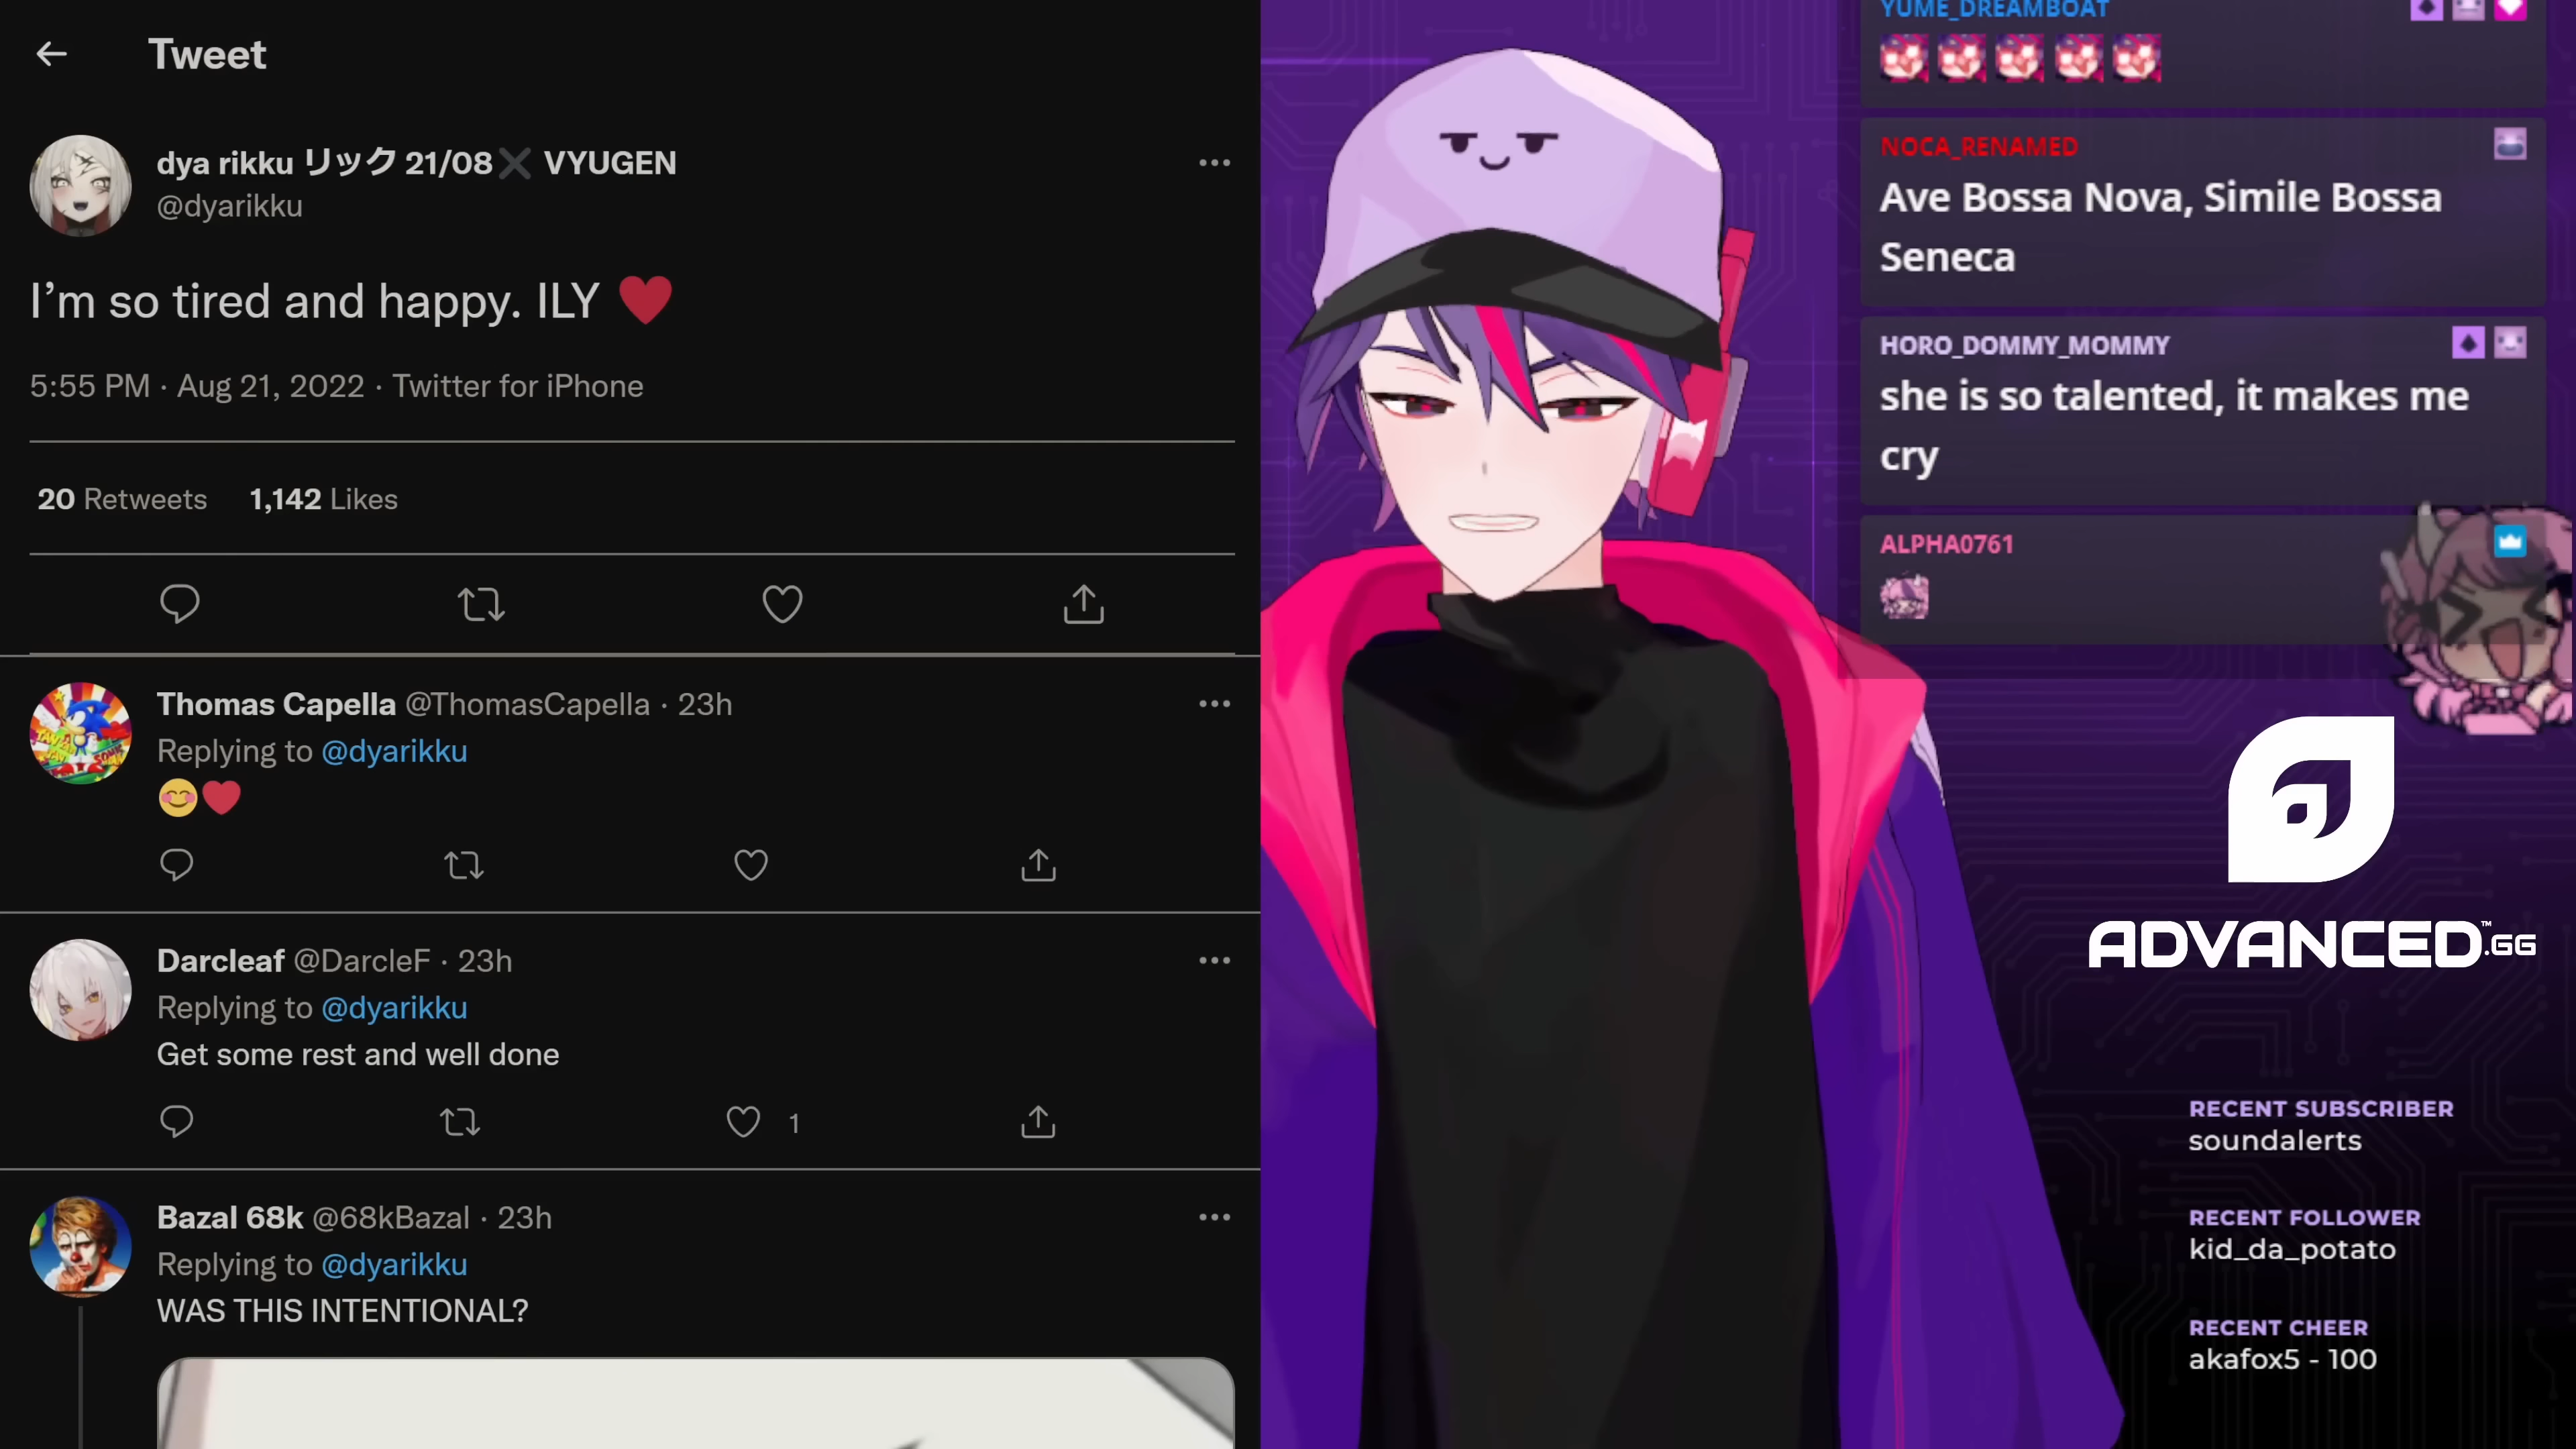 Tweet
dya rikku リック 21/08✖ VYUGEN
@dyarikku
I’m so tired and happy. ILY ❤
5:55 PM · Aug 21, 2022 · Twitter for iPhone
20 Retweets 1,142 Likes
Thomas Capella @ThomasCapella · 23h
Replying to @dyarikku
😊❤
Darcleaf @DarcleF · 23h
Replying to @dyarikku
Get some rest and well done
1
Bazal 68k @68kBazal · 23h
Replying to @dyarikku
WAS THIS INTENTIONAL?
YUME_DREAMBOAT
NOCA_RENAMED
Ave Bossa Nova, Simile Bossa
Seneca
HORO_DOMMY_MOMMY
she is so talented, it makes me
cry
ALPHA0761
ADVANCED™.GG
RECENT SUBSCRIBER
soundalerts
RECENT FOLLOWER
kid_da_potato
RECENT CHEER
akafox5 - 100